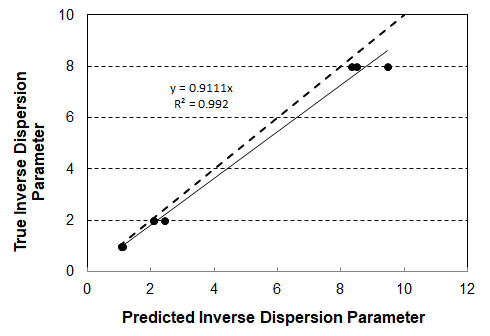 10
8
6
4
2
0
True Inverse Dispersion
Parameter
y = 0.9111x
R² = 0.992
0 2 4 6 8 10 12
Predicted Inverse Dispersion Parameter